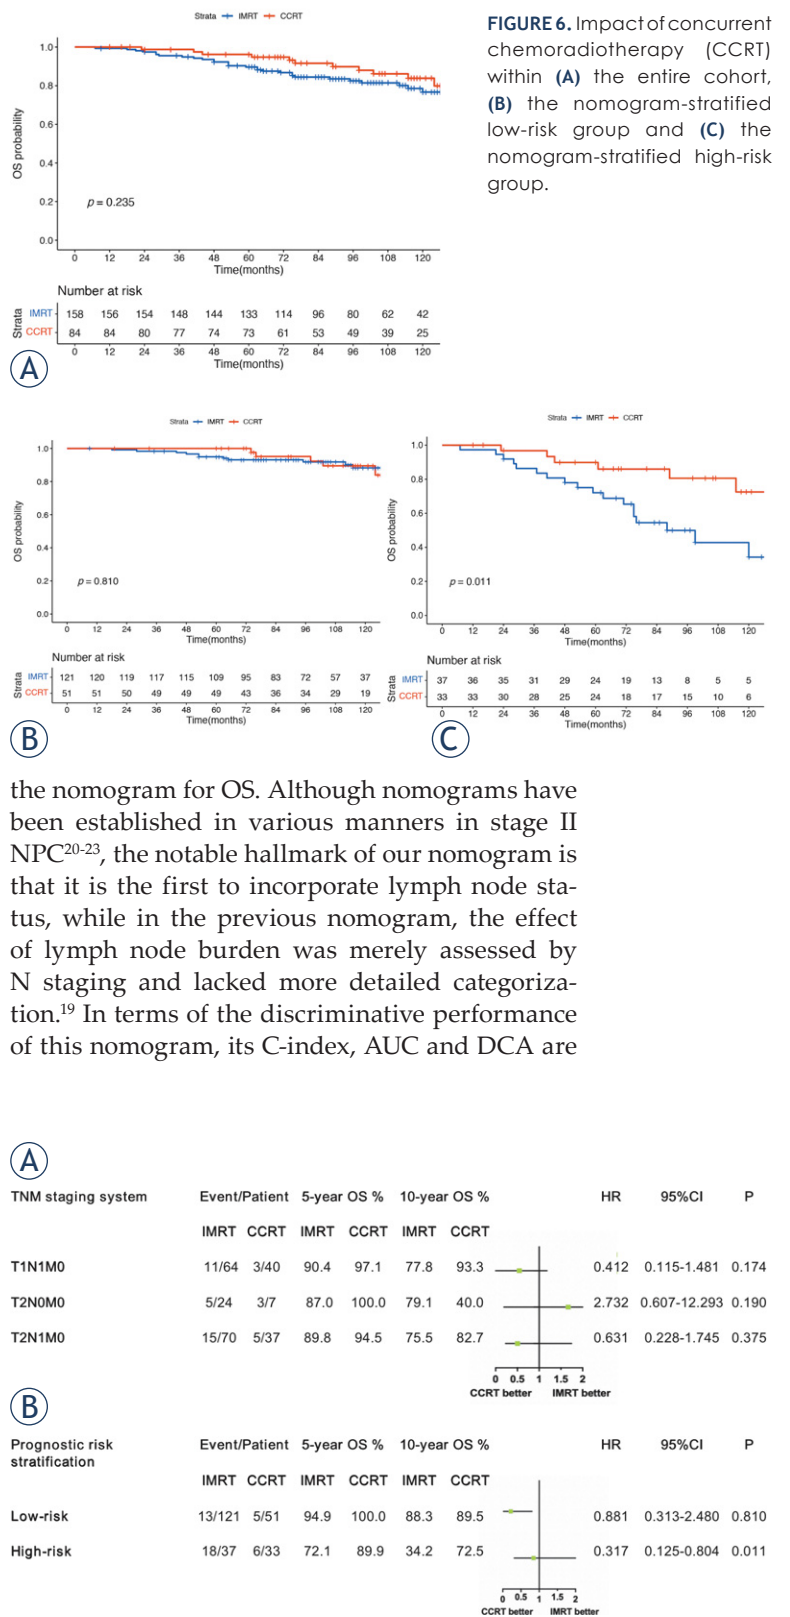 Strata IMRT CCRT
FIGURE 6. Impact of concurrent
chemoradiotherapy (CCRT)
within (A) the entire cohort,
(B) the nomogram-stratified
low-risk group and (C) the
nomogram-stratified high-risk
group.
OS probability
1.0
0.8
0.6
0.4
0.2
0.0
p = 0.235
0 12 24 36 48 60 72 84 96 108 120
Time(months)
Number at risk
Strata
IMRT 158 156 154 148 144 133 114 96 80 62 42
CCRT 84 84 80 77 74 73 61 53 49 39 25
0 12 24 36 48 60 72 84 96 108 120
Time(months)
A
Strata IMRT CCRT
OS probability
1.0
0.8
0.6
0.4
0.2
0.0
p = 0.810
0 12 24 36 48 60 72 84 96 108 120
Time(months)
Number at risk
Strata
IMRT 121 120 119 117 115 109 95 83 72 57 37
CCRT 51 51 50 49 49 49 43 36 34 29 19
0 12 24 36 48 60 72 84 96 108 120
Time(months)
B
Strata IMRT CCRT
OS probability
1.0
0.8
0.6
0.4
0.2
0.0
p = 0.011
0 12 24 36 48 60 72 84 96 108 120
Time(months)
Number at risk
Strata
IMRT 37 36 35 31 29 24 19 13 8 5 5
CCRT 33 33 30 28 25 24 18 17 15 10 6
0 12 24 36 48 60 72 84 96 108 120
Time(months)
C
the nomogram for OS. Although nomograms have
been established in various manners in stage II
NPC20-23, the notable hallmark of our nomogram is
that it is the first to incorporate lymph node sta-
tus, while in the previous nomogram, the effect
of lymph node burden was merely assessed by
N staging and lacked more detailed categoriza-
tion.19 In terms of the discriminative performance
of this nomogram, its C-index, AUC and DCA are
A
TNM staging system Event/Patient 5-year OS % 10-year OS % HR 95%CI P
IMRT CCRT IMRT CCRT IMRT CCRT
T1N1M0 11/64 3/40 90.4 97.1 77.8 93.3 0.412 0.115-1.481 0.174
T2N0M0 5/24 3/7 87.0 100.0 79.1 40.0 2.732 0.607-12.293 0.190
T2N1M0 15/70 5/37 89.8 94.5 75.5 82.7 0.631 0.228-1.745 0.375
0 0.5 1 1.5 2
CCRT better IMRT better
B
Prognostic risk Event/Patient 5-year OS % 10-year OS % HR 95%CI P
stratification
IMRT CCRT IMRT CCRT IMRT CCRT
Low-risk 13/121 5/51 94.9 100.0 88.3 89.5 0.881 0.313-2.480 0.810
High-risk 18/37 6/33 72.1 89.9 34.2 72.5 0.317 0.125-0.804 0.011
0 0.5 1 1.5 2
CCRT better IMRT better